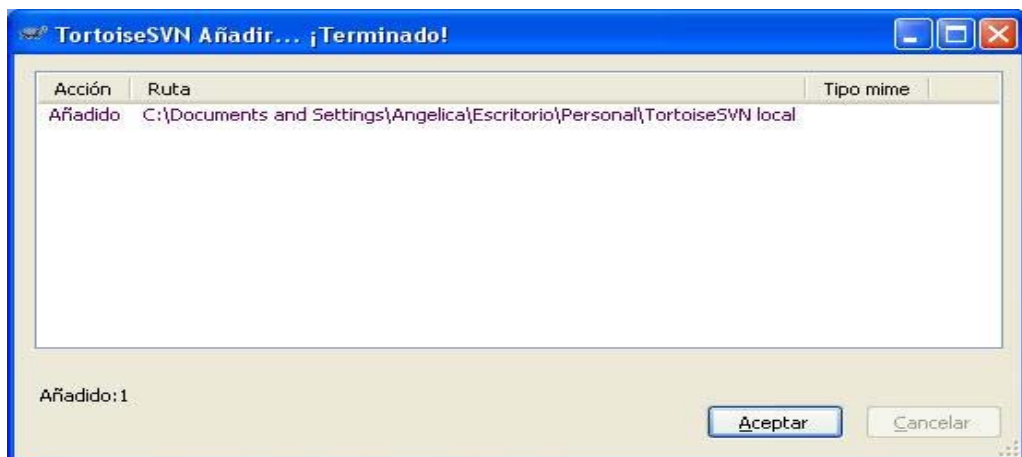 TortoiseSVN Añadir... ¡Terminado!
Acción Ruta Tipo mime
Añadido C:\Documents and Settings\Angelica\Escritorio\Personal\TortoiseSVN local
Añadido:1
Aceptar Cancelar